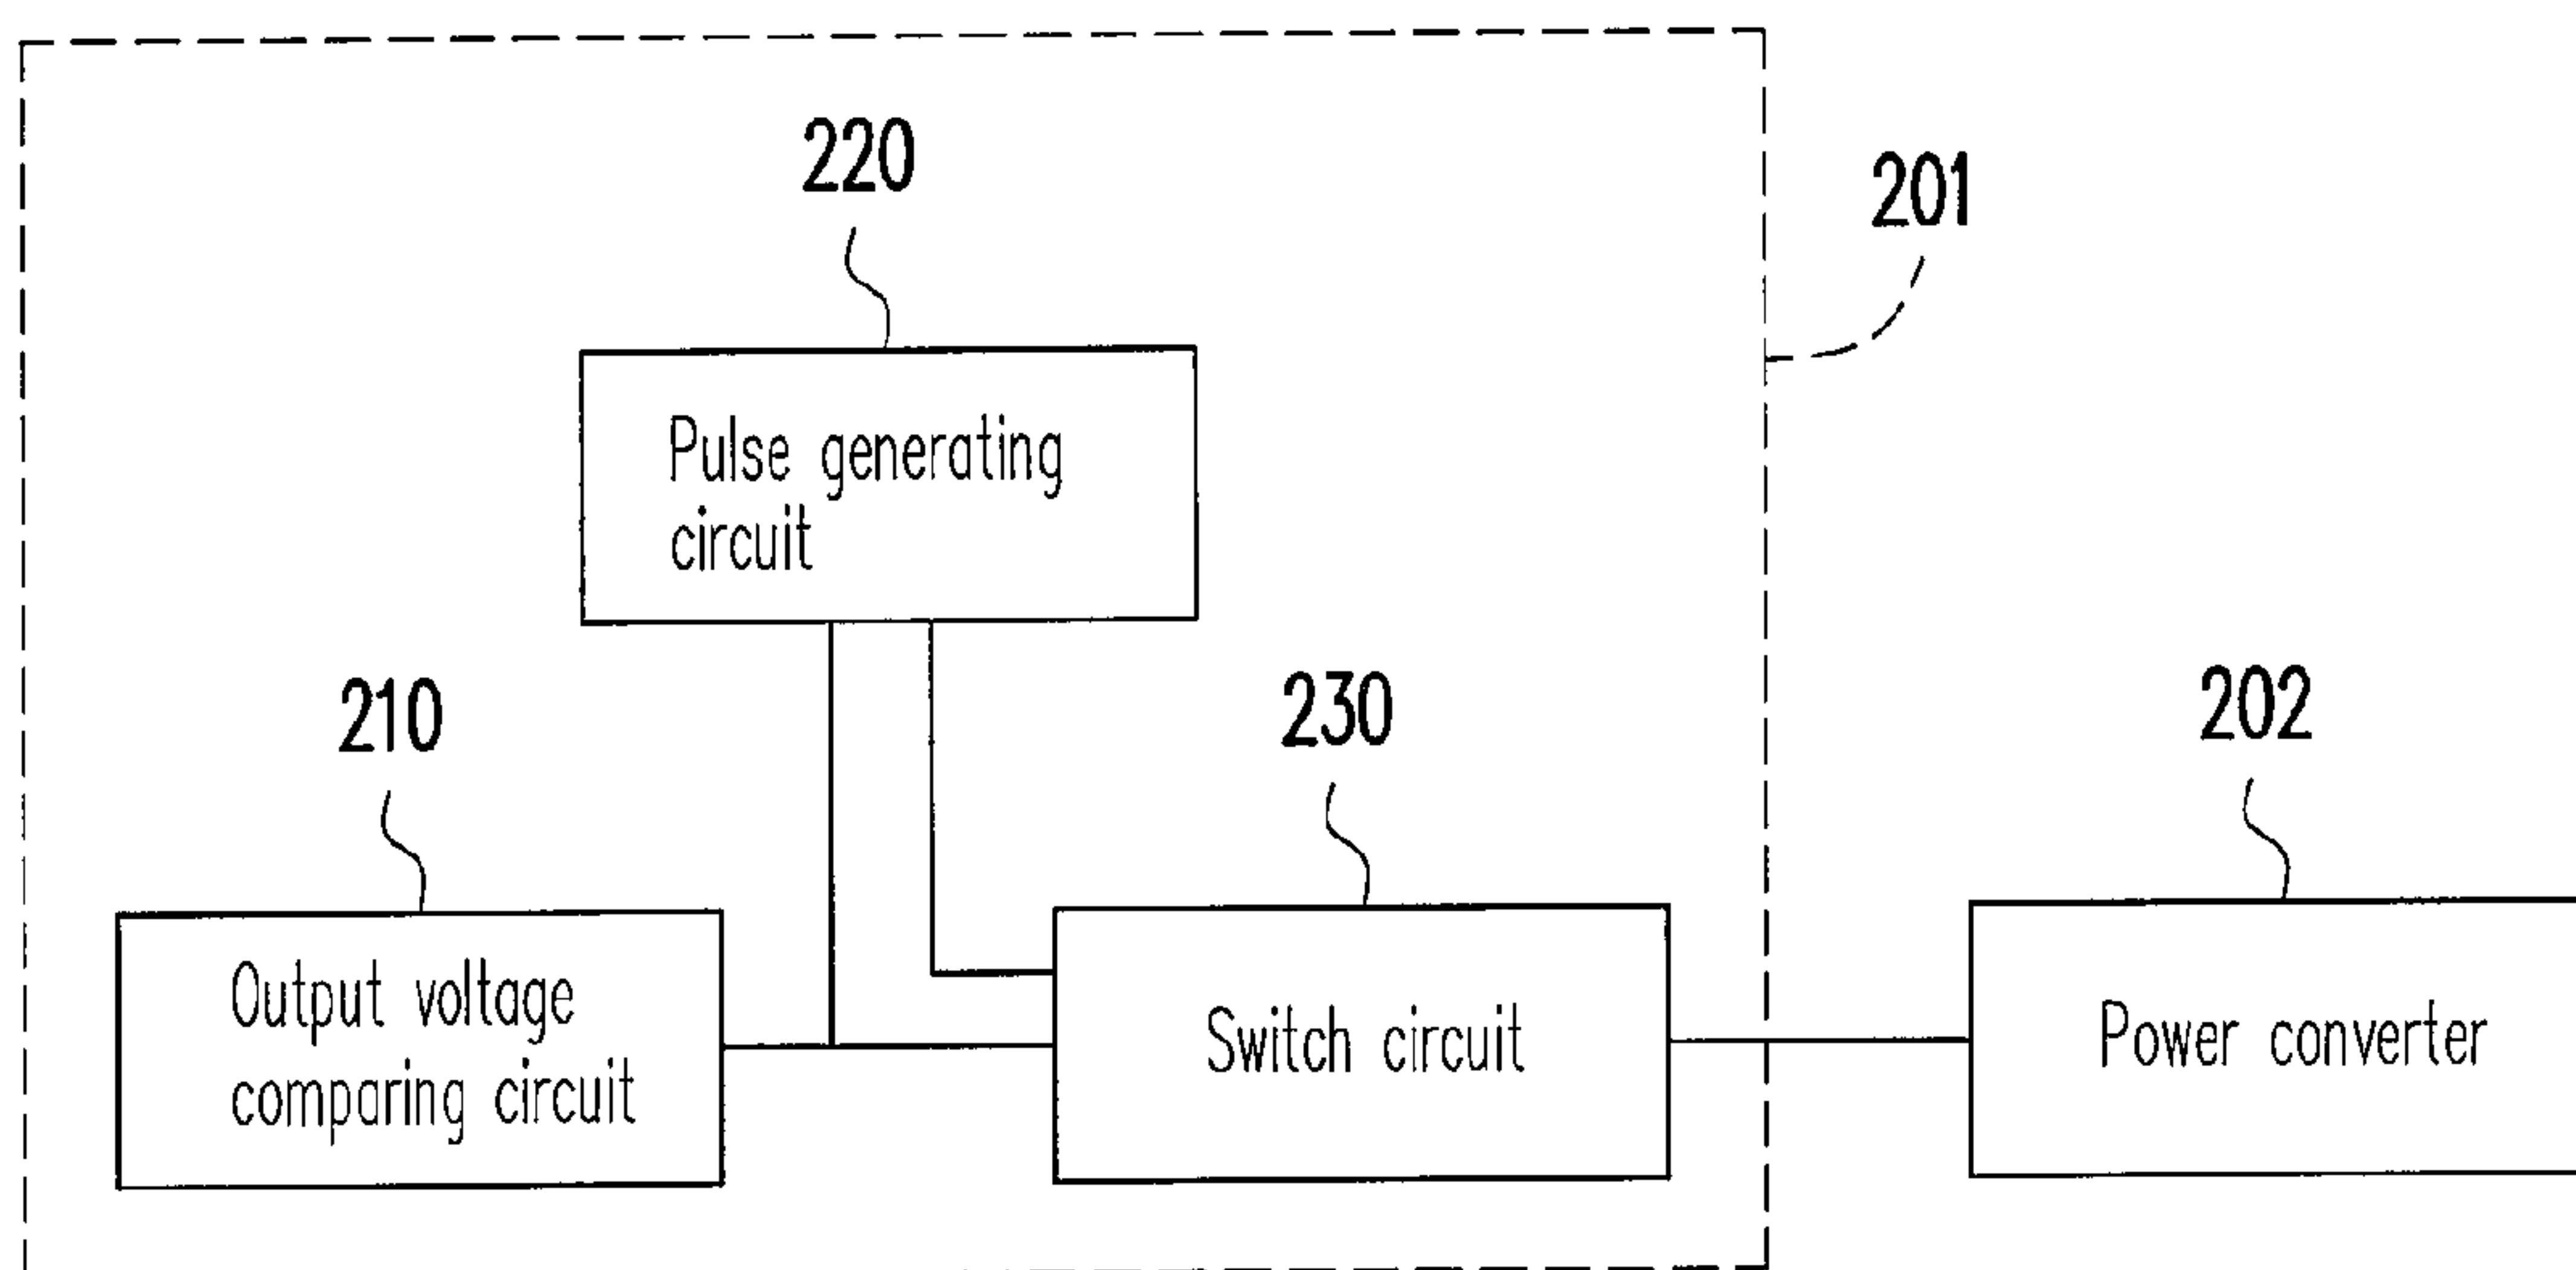 220
201
Pulse generating
circuit
210
230
202
Output voltage
comparing circuit
Switch circuit
Power converter